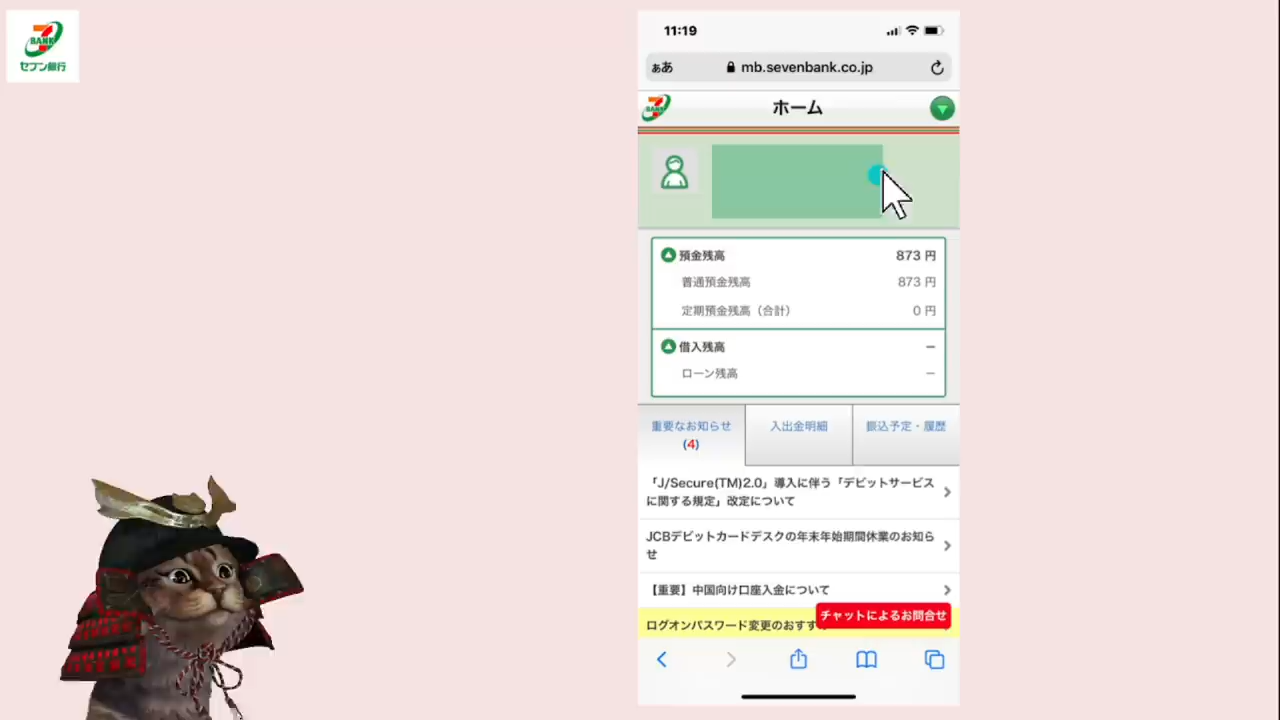 7
BANK
セブン銀行
11:19
ぁあ mb.sevenbank.co.jp
7
BANK
ホーム
預金残高 873 円
普通預金残高 873 円
定期預金残高（合計） 0 円
借入残高 −
ローン残高 −
重要なお知らせ
(4)
入出金明細
振込予定・履歴
「J/Secure(TM)2.0」導入に伴う「デビットサービス
に関する規定」改定について
JCBデビットカードデスクの年末年始期間休業のお知ら
せ
【重要】中国向け口座入金について
チャットによるお問合せ
ログオンパスワード変更のおすす